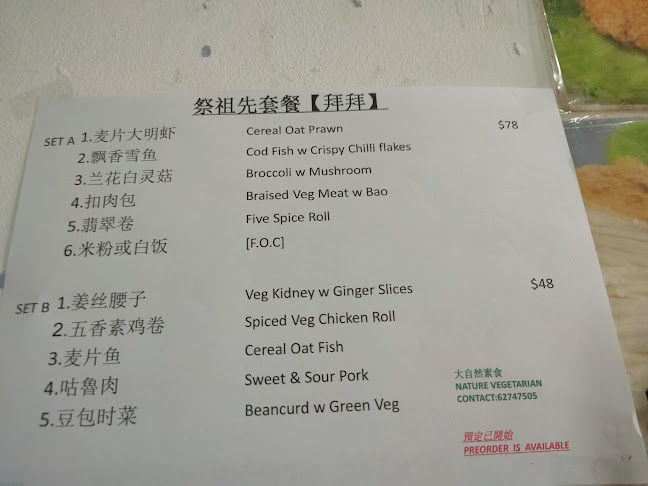 祭祖先套餐【拜拜】
SET A 1.麦片大明虾 Cereal Oat Prawn $78
2.飘香雪鱼 Cod Fish w Crispy Chilli flakes
3.兰花白灵菇 Broccoli w Mushroom
4.扣肉包 Braised Veg Meat w Bao
5.翡翠卷 Five Spice Roll
6.米粉或白饭 [F.O.C]
SET B 1.姜丝腰子 Veg Kidney w Ginger Slices $48
2.五香素鸡卷 Spiced Veg Chicken Roll
3.麦片鱼 Cereal Oat Fish
4.咕魯肉 Sweet & Sour Pork
5.豆包时菜 Beancurd w Green Veg
大自然素食
NATURE VEGETARIAN
CONTACT:62747505
預定已開始
PREORDER IS AVAILABLE